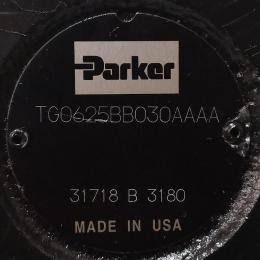 Parker
TG0625BB030AAAA
31718 B 3180
MADE IN USA